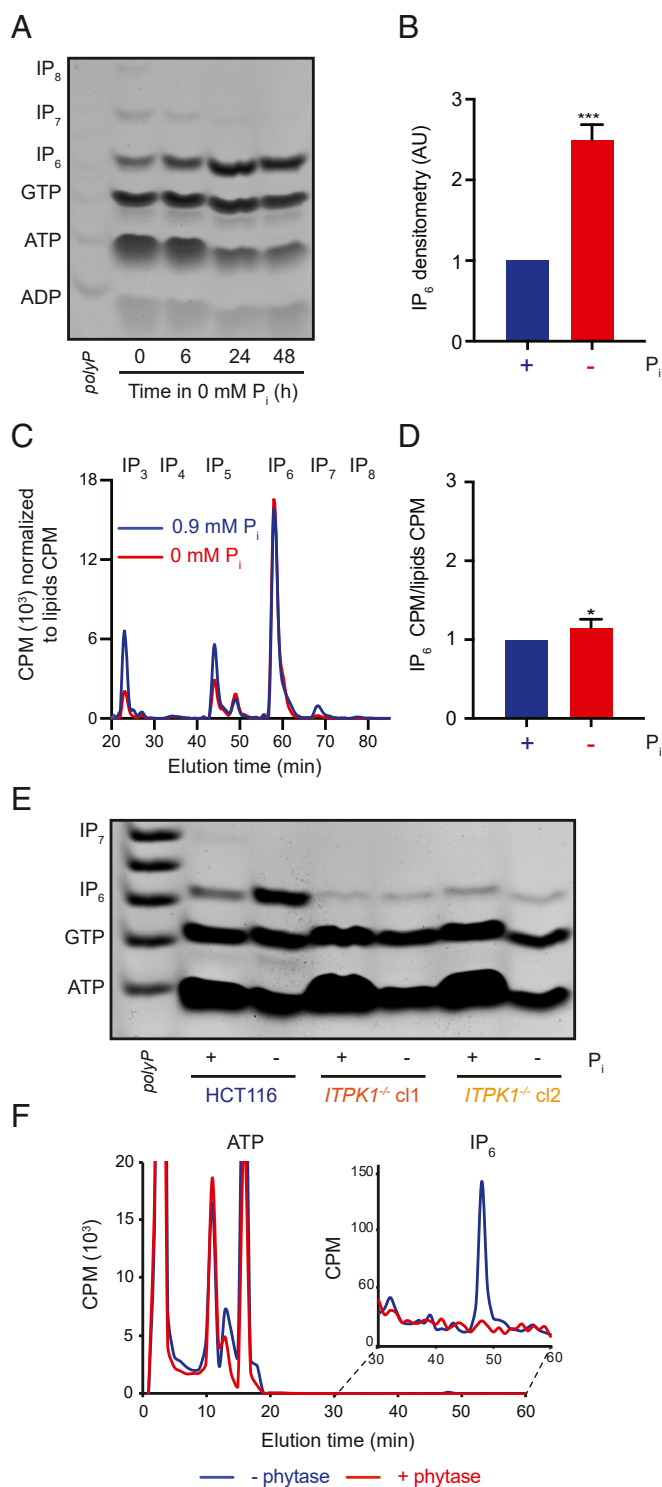 A
IP₈
IP₇
IP₆
GTP
ATP
ADP
polyP
0 6 24 48
Time in 0 mM Pᵢ (h)
B
IP₆ densitometry (AU)
3
2
1
0
***
+ - Pᵢ
C
IP₃ IP₄ IP₅ IP₆ IP₇ IP₈
CPM (10³) normalized
to lipids CPM
18
12
6
0
0.9 mM Pᵢ
0 mM Pᵢ
20 30 40 50 60 70 80
Elution time (min)
D
IP₆ CPM/lipids CPM
3
2
1
0
*
+ - Pᵢ
E
IP₇
IP₆
GTP
ATP
polyP
+ - + - + - Pᵢ
HCT116 ITPK1⁻/⁻ cl1 ITPK1⁻/⁻ cl2
F
ATP
IP₆
CPM (10³)
20
15
10
5
0
0 10 20 30 40 50 60
Elution time (min)
CPM
150
100
60
0
30 40 50 60
- phytase + phytase